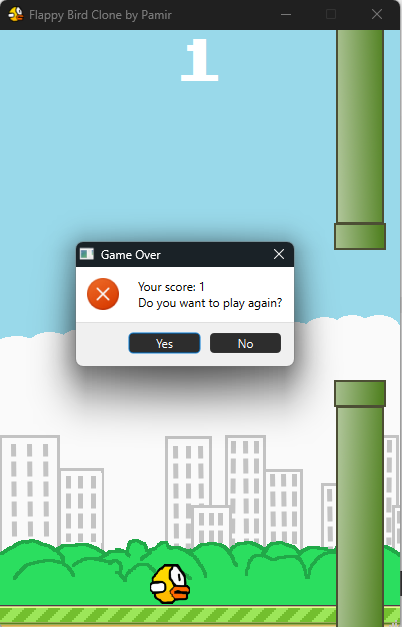 Flappy Bird Clone by Pamir
1
Game Over
Your score: 1
Do you want to play again?
Yes
No